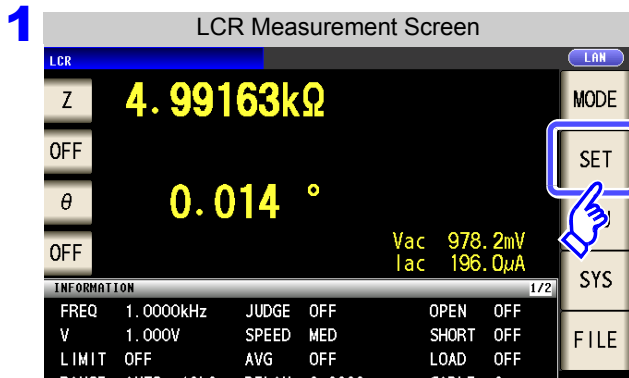 1
LCR Measurement Screen
LCR
LAN
Z 4.99163kΩ
MODE
OFF
SET
θ 0.014 °
OFF
Vac 978.2mV
Iac 196.0µA
SYS
INFORMATION 1/2
FREQ 1.0000kHz JUDGE OFF OPEN OFF
V 1.000V SPEED MED SHORT OFF
FILE
LIMIT OFF AVG OFF LOAD OFF